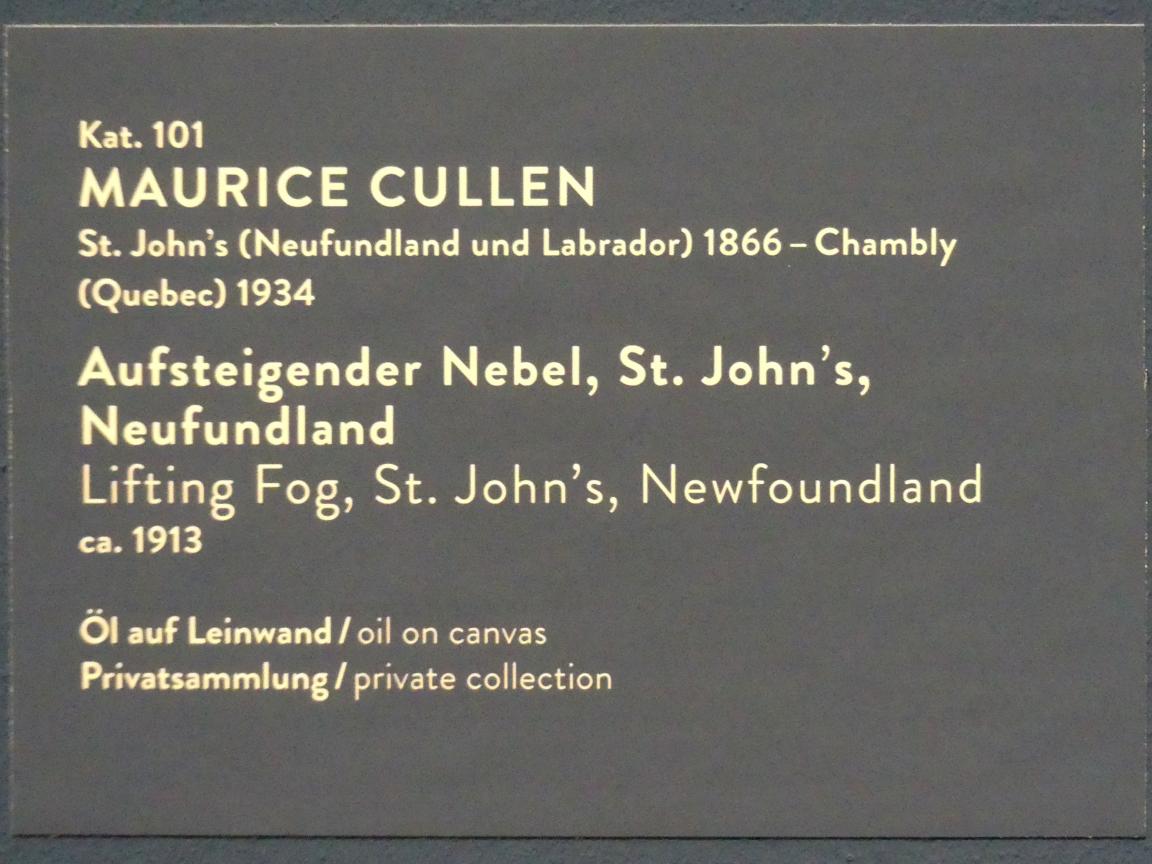 Kat. 101
MAURICE CULLEN
St. John’s (Neufundland und Labrador) 1866 – Chambly
(Quebec) 1934
Aufsteigender Nebel, St. John’s,
Neufundland
Lifting Fog, St. John’s, Newfoundland
ca. 1913
Öl auf Leinwand / oil on canvas
Privatsammlung / private collection